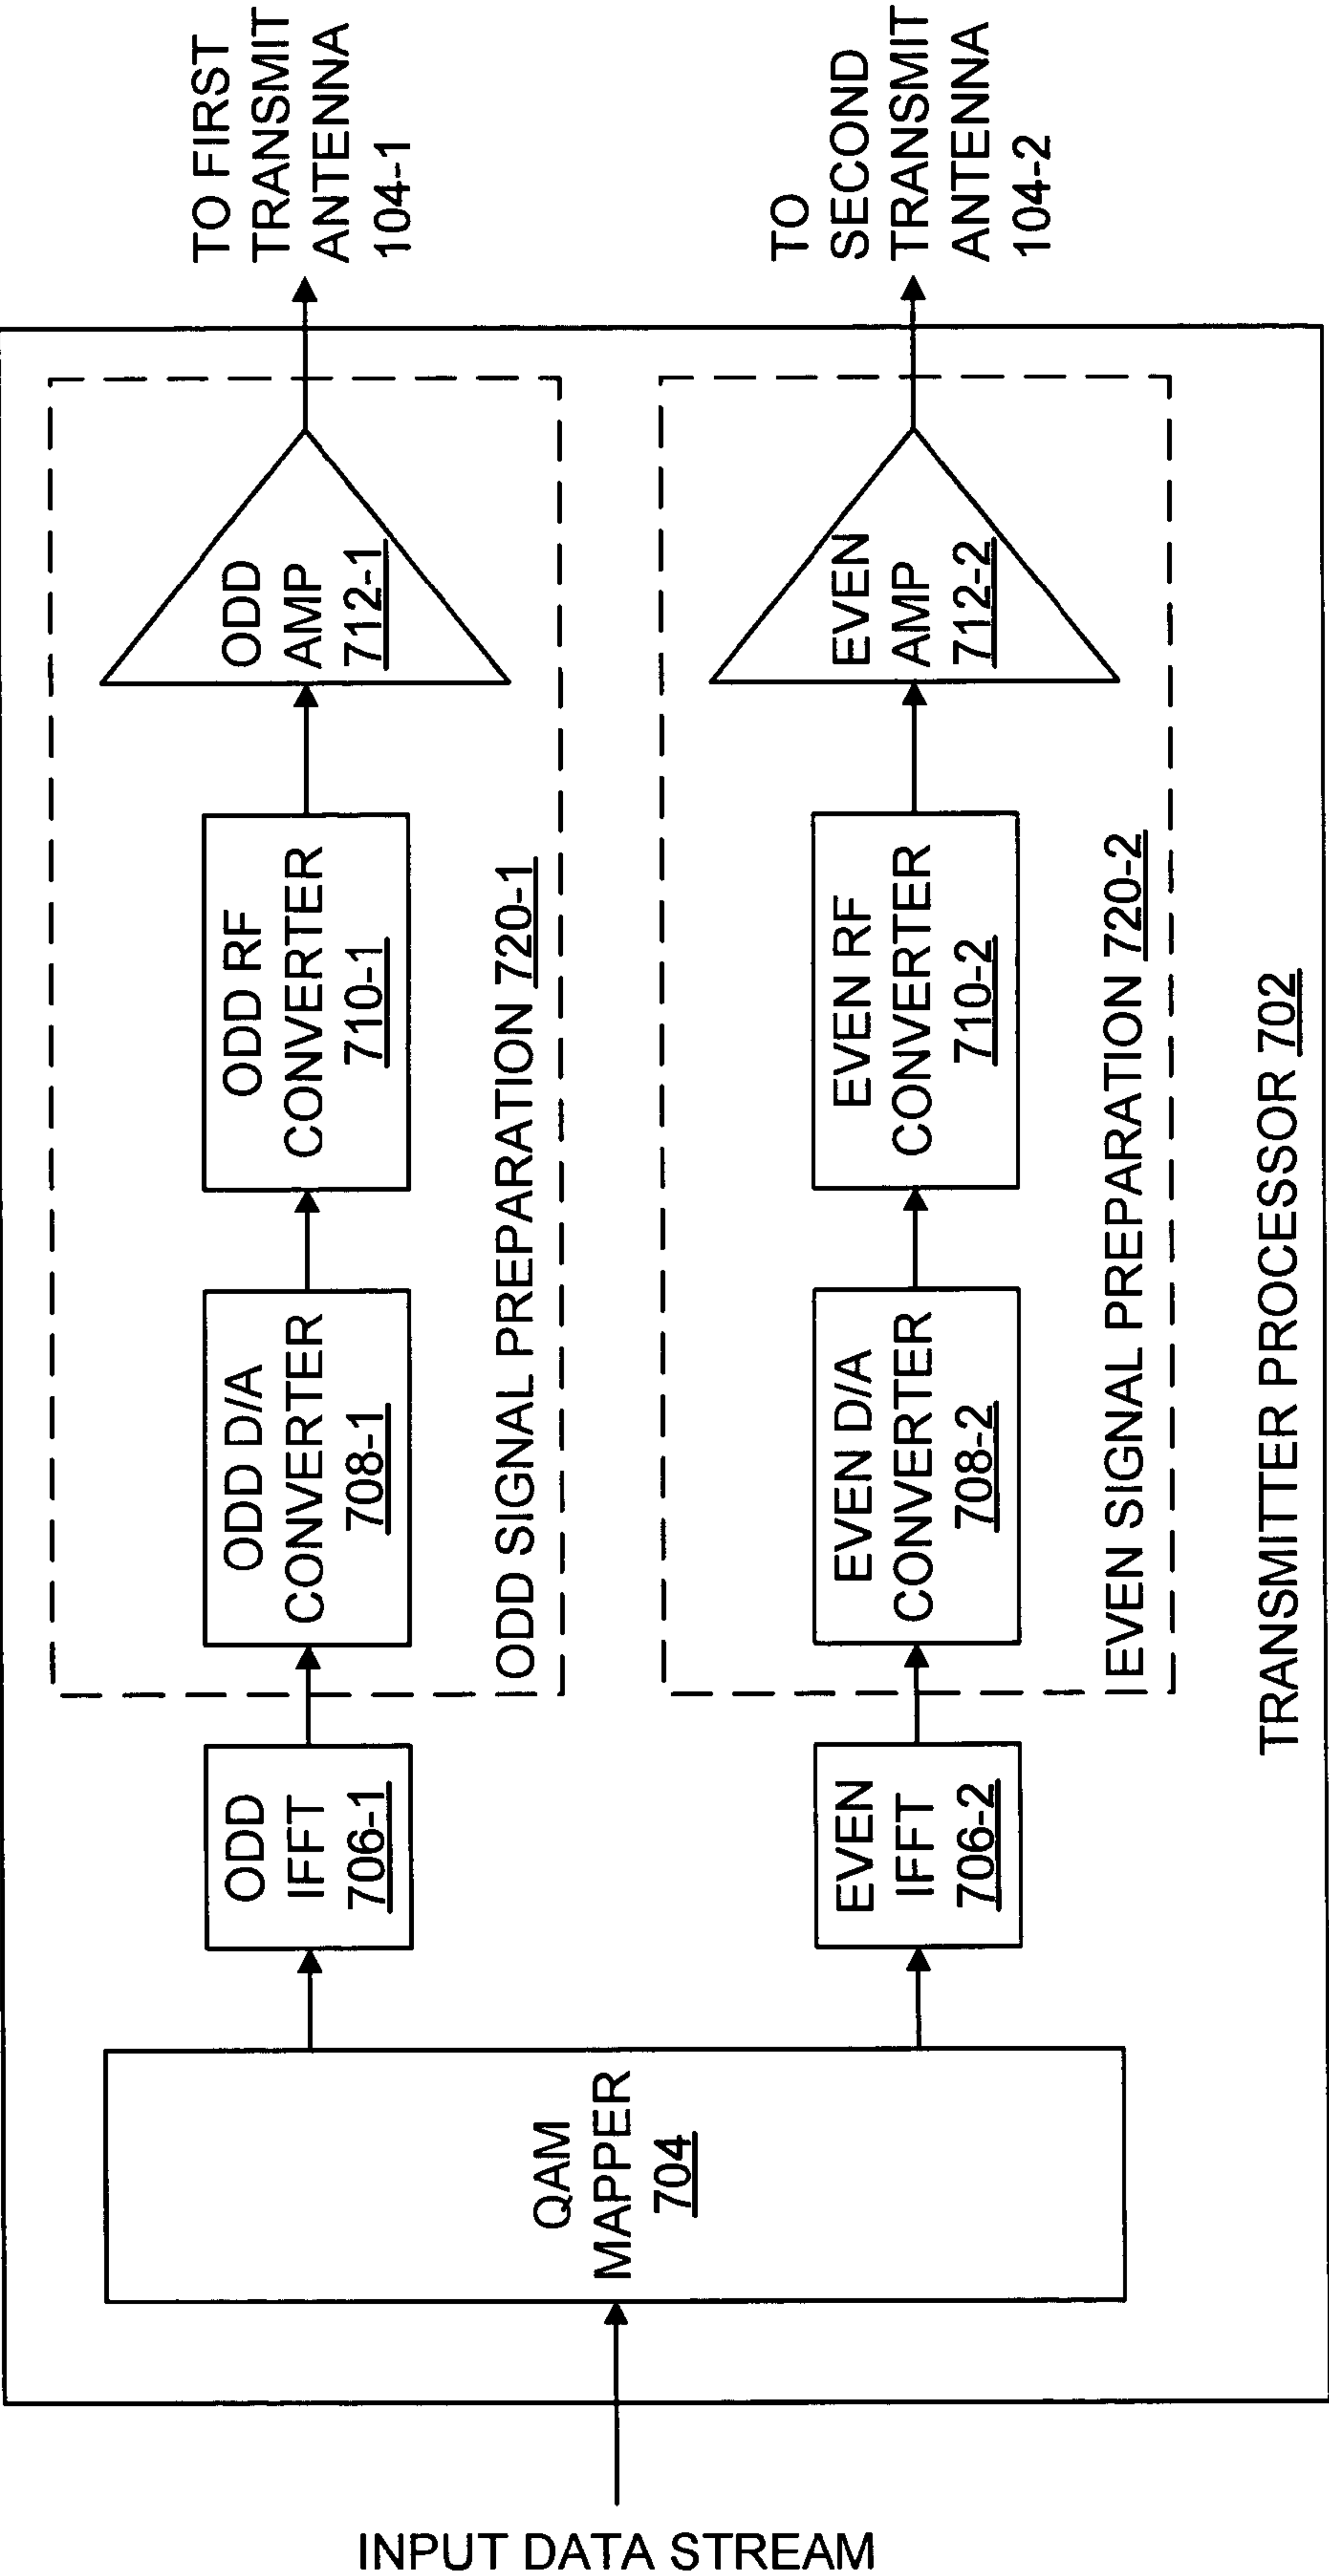 INPUT DATA STREAM
QAM
MAPPER
704
ODD
IFFT
706-1
ODD D/A
CONVERTER
708-1
ODD RF
CONVERTER
710-1
ODD
AMP
712-1
ODD SIGNAL PREPARATION 720-1
TO FIRST
TRANSMIT
ANTENNA
104-1
EVEN
IFFT
706-2
EVEN D/A
CONVERTER
708-2
EVEN RF
CONVERTER
710-2
EVEN
AMP
712-2
EVEN SIGNAL PREPARATION 720-2
TO
SECOND
TRANSMIT
ANTENNA
104-2
TRANSMITTER PROCESSOR 702